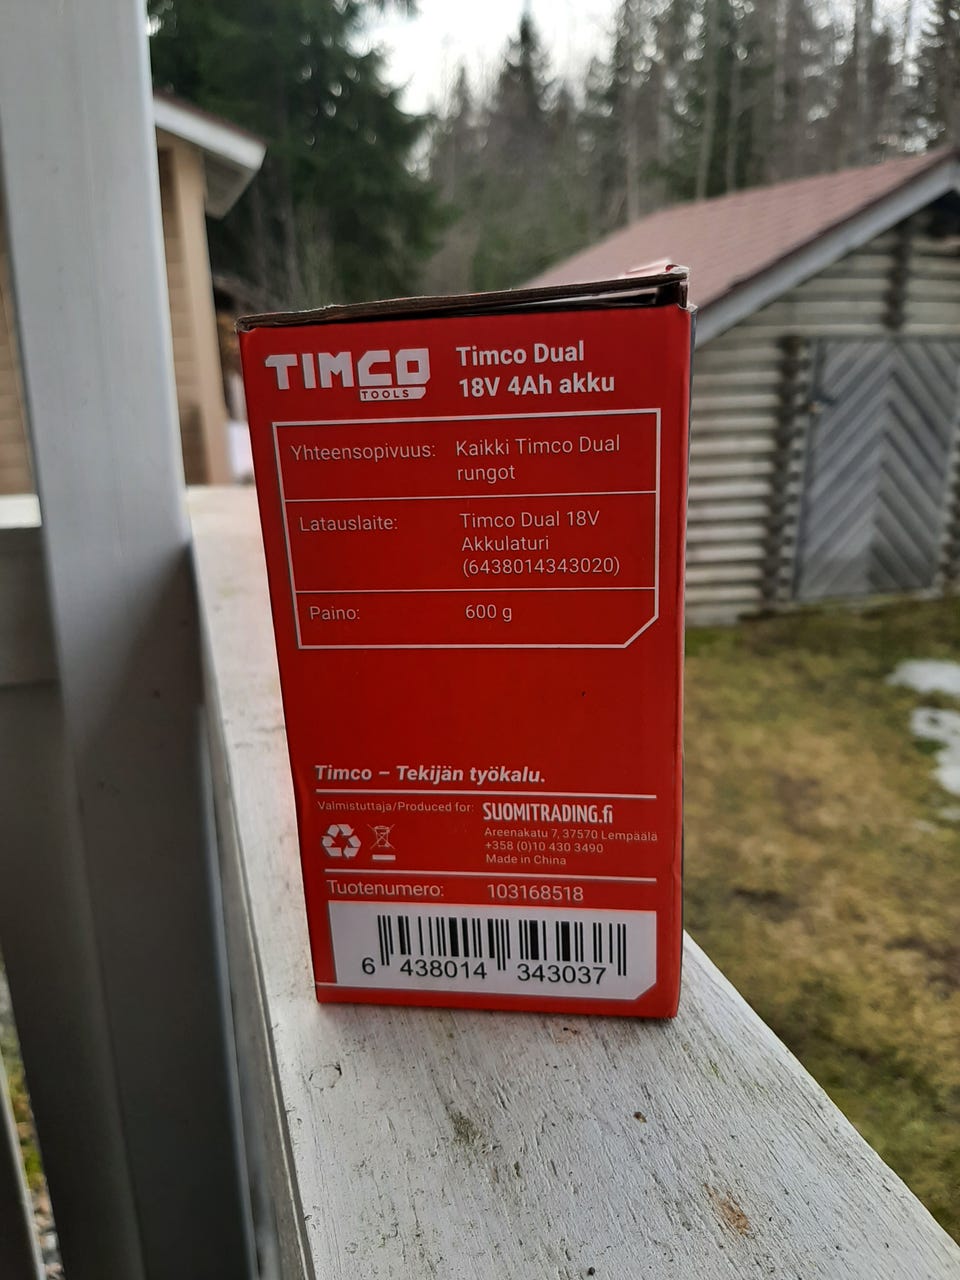 TIMCO
TOOLS
Timco Dual
18V 4Ah akku
Yhteensopivuus: Kaikki Timco Dual
rungot
Latauslaite: Timco Dual 18V
Akkulaturi
(6438014343020)
Paino: 600 g
Timco – Tekijän työkalu.
Valmistuttaja/Produced for: SUOMITRADING.fi
Areenakatu 7, 37570 Lempäälä
+358 (0)10 430 3490
Made in China
Tuotenumero: 103168518
6 438014 343037